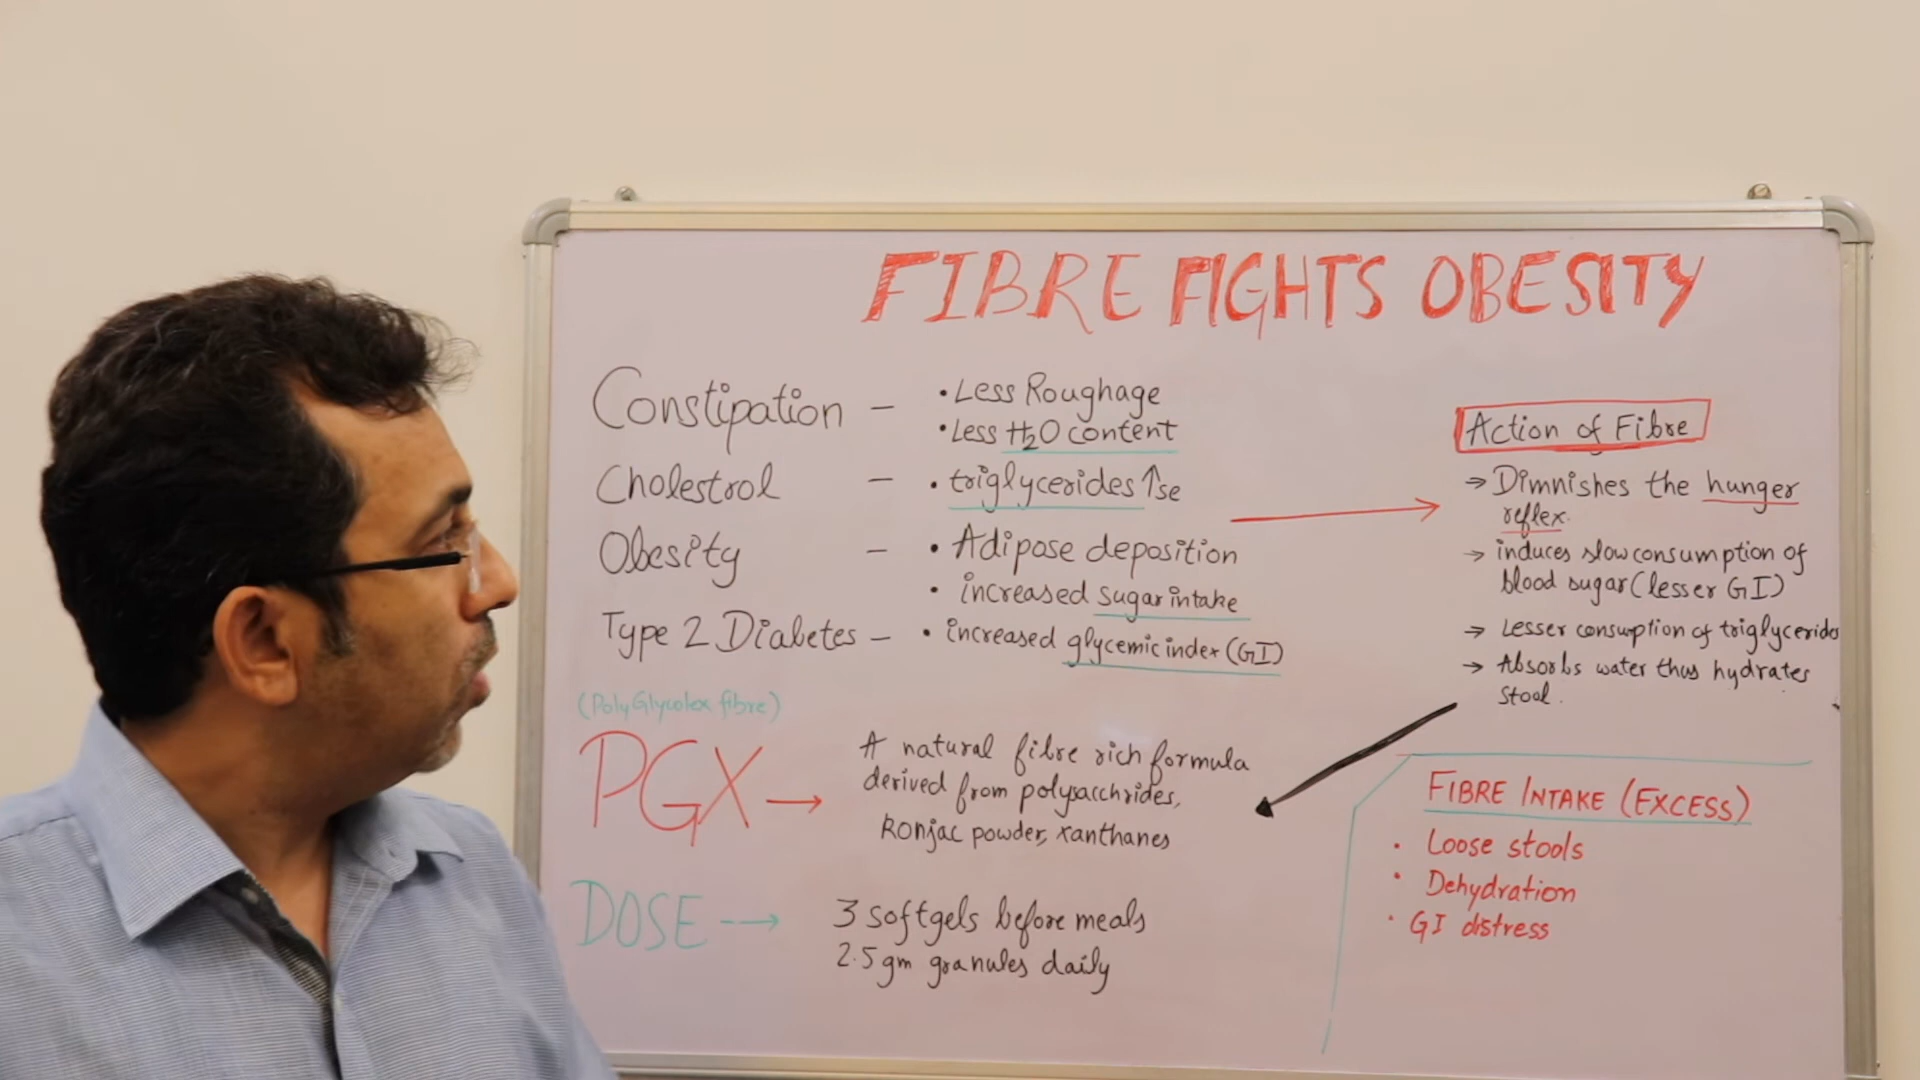 FIBRE FIGHTS OBESITY
Constipation - • Less Roughage
• Less H2O content
Cholestrol - • triglycerides ↑se
Obesity - • Adipose deposition
• increased sugar intake
Type 2 Diabetes - • increased glycemic index (GI)
Action of Fibre
→ Dimnishes the hunger
reflex.
→ induces slow consumption of
blood sugar (lesser GI)
→ Lesser consumption of triglycerides
→ Absorbs water thus hydrates
stool.
(PolyGlycolex fibre)
PGX → A natural fibre rich formula
derived from polysacchrides,
Konjac powder, xanthanes
DOSE --→ 3 softgels before meals
2.5 gm granules daily
FIBRE INTAKE (EXCESS)
• Loose stools
• Dehydration
• GI distress